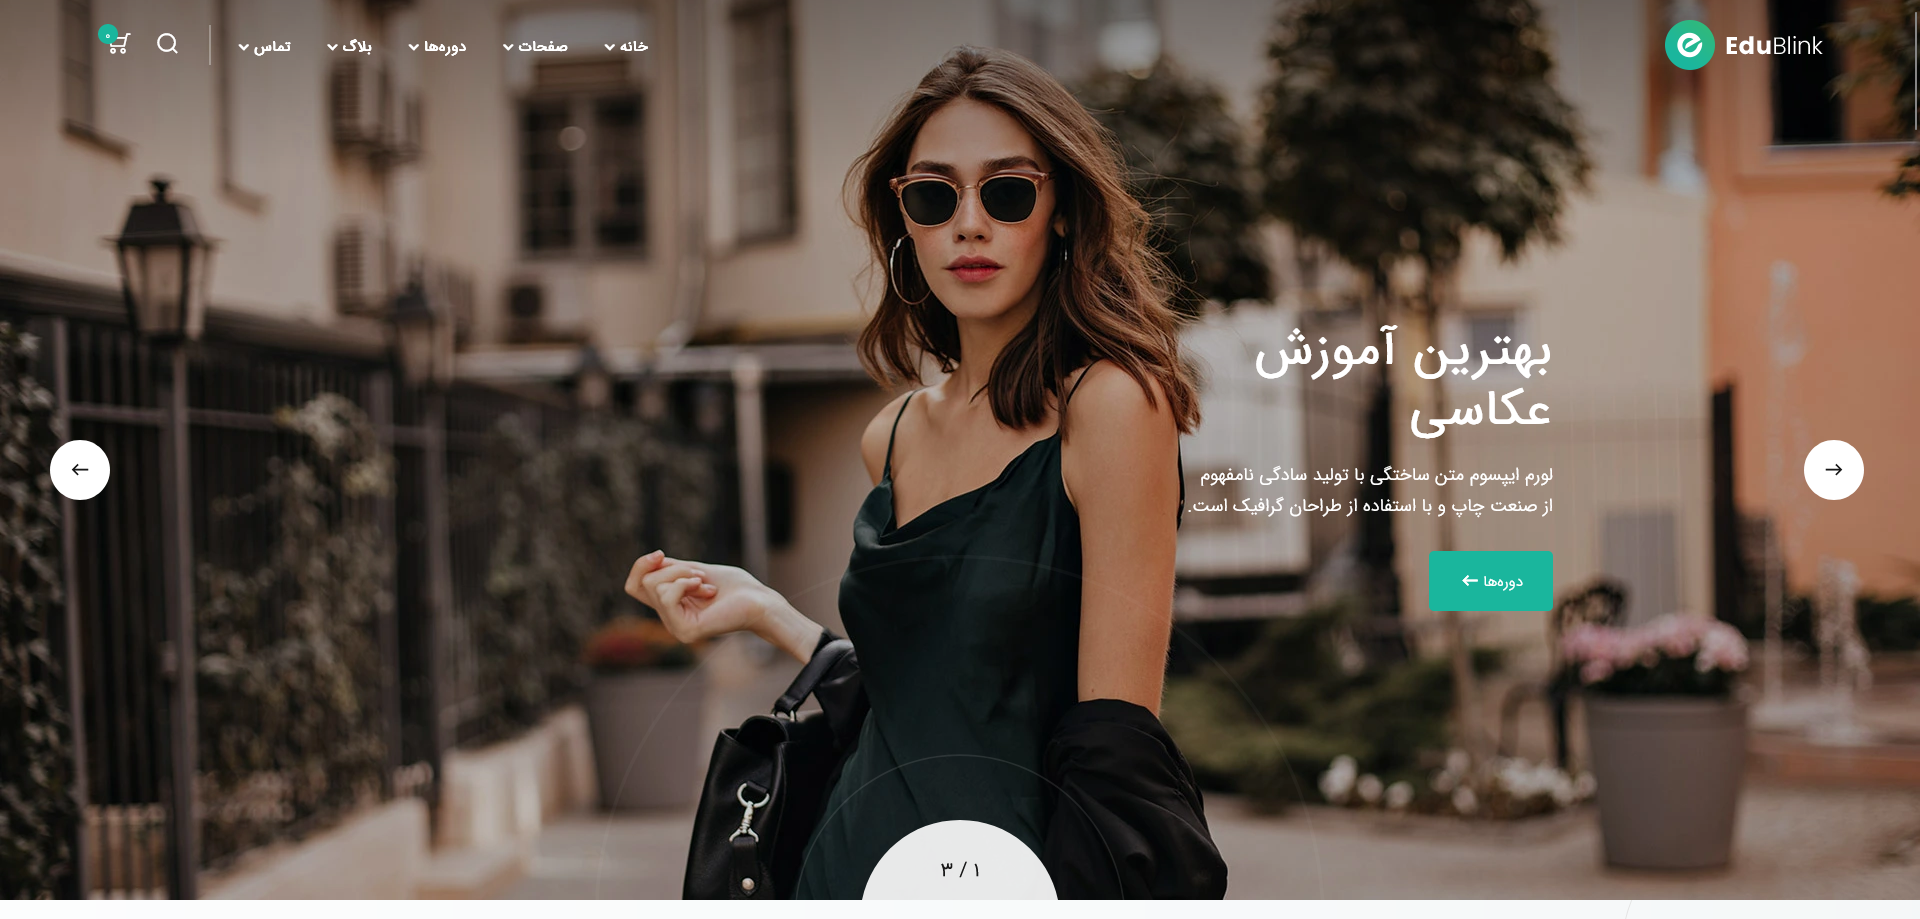 EduBlink
خانه
صفحات
دوره‌ها
بلاگ
تماس
۰
بهترین آموزش
عکاسی
لورم ایپسوم متن ساختگی با تولید سادگی نامفهوم
از صنعت چاپ و با استفاده از طراحان گرافیک است.
دوره‌ها
۱ / ۳